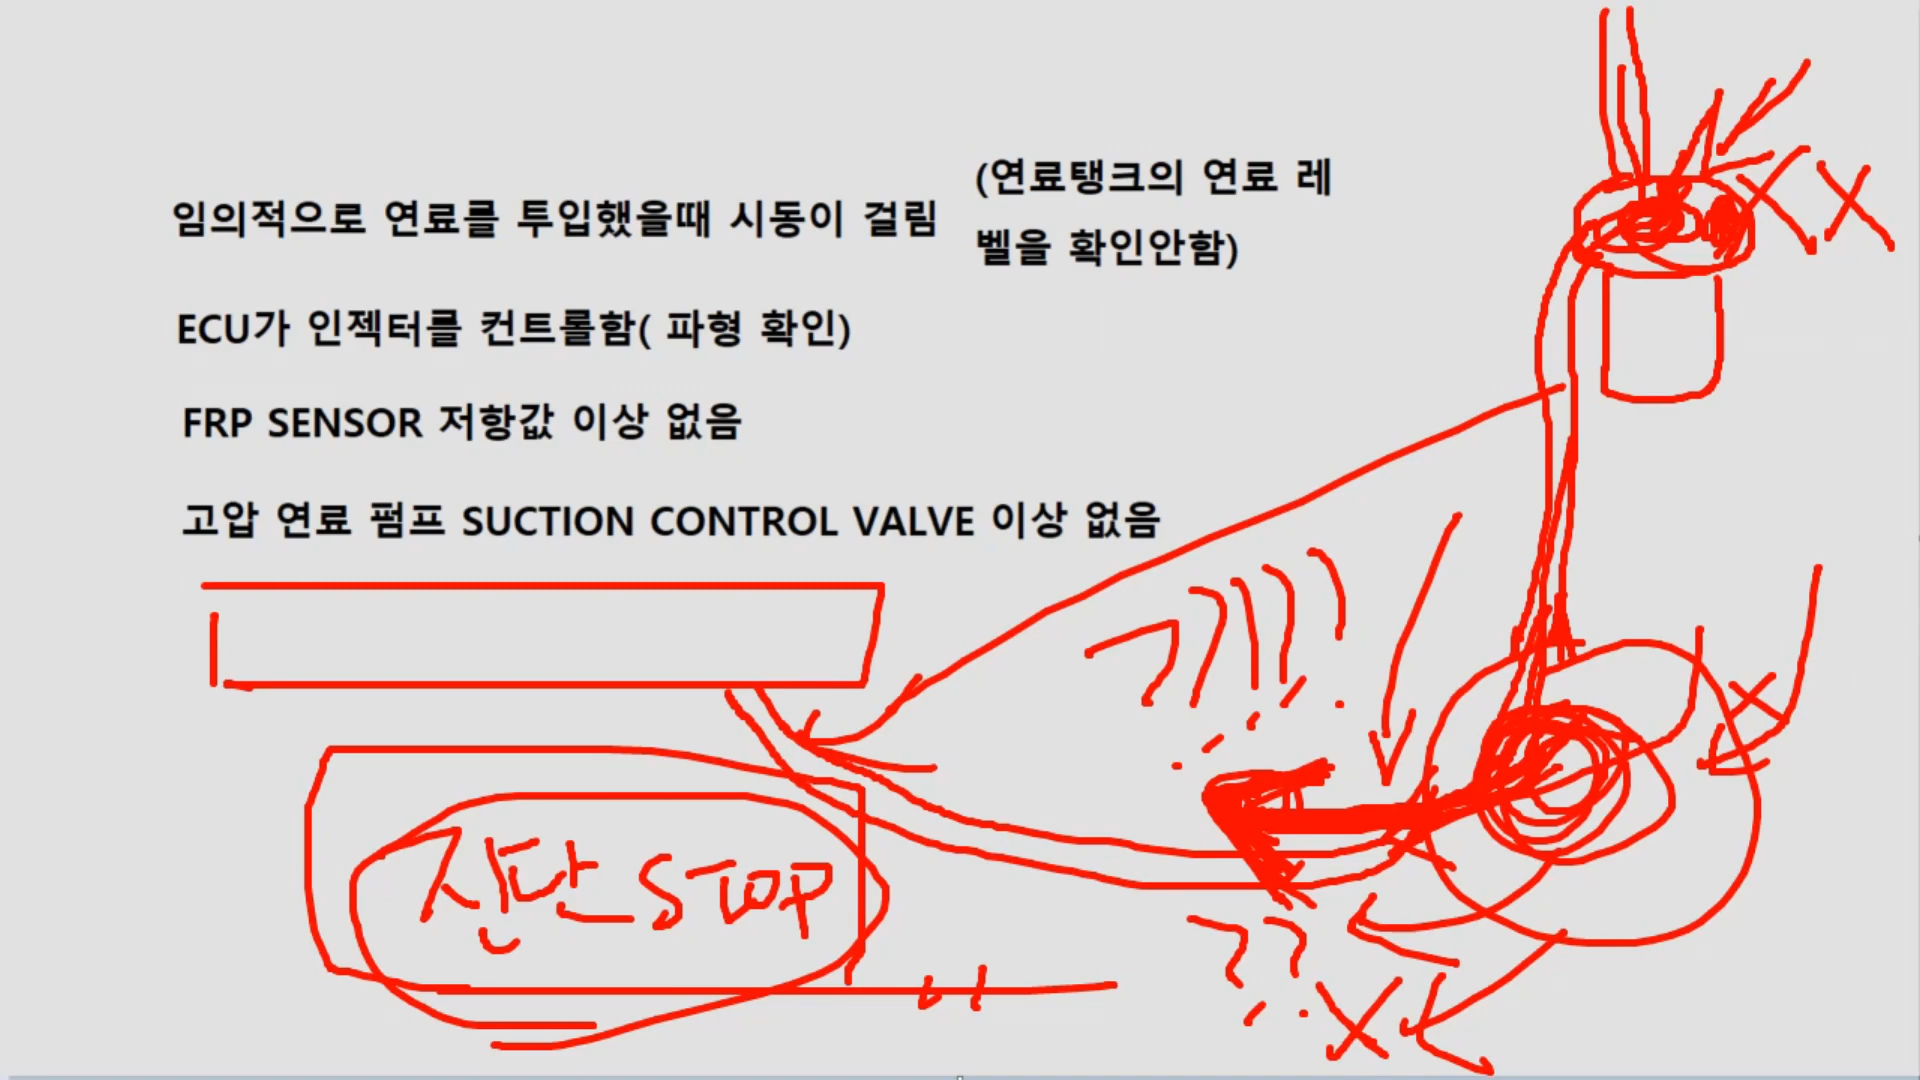 임의적으로 연료를 투입했을때 시동이 걸림
(연료탱크의 연료 레
벨을 확인안함)
ECU가 인젝터를 컨트롤함( 파형 확인)
FRP SENSOR 저항값 이상 없음
고압 연료 펌프 SUCTION CONTROL VALVE 이상 없음
????
진단 STOP
??